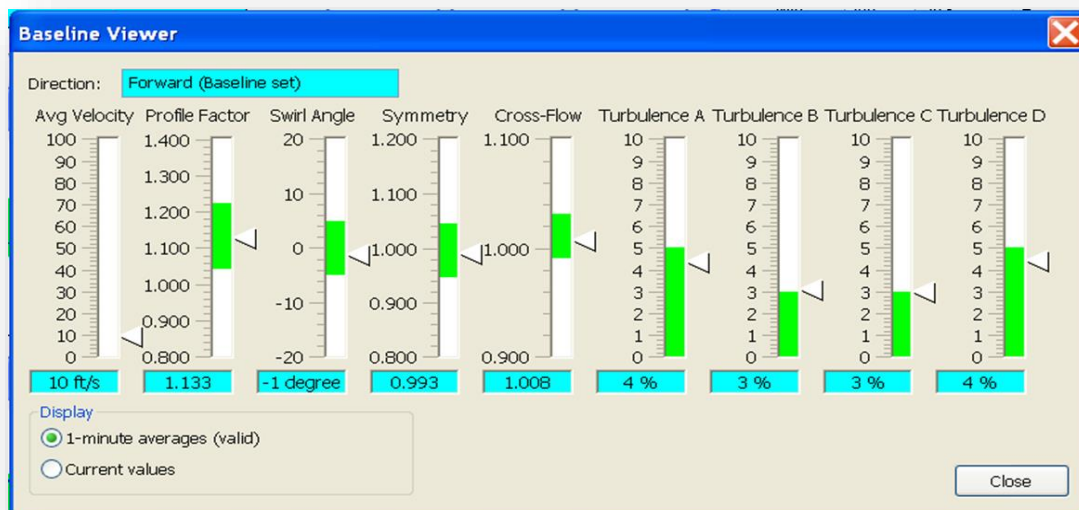 Baseline Viewer
Direction: Forward (Baseline set)
Avg Velocity Profile Factor Swirl Angle Symmetry Cross-Flow Turbulence A Turbulence B Turbulence C Turbulence D
100 90 80 70 60 50 40 30 20 10 0
1.400 1.300 1.200 1.100 1.000 0.900 0.800
20 10 0 -10 -20
1.200 1.100 1.000 0.900 0.800
1.100 1.000 0.900
10 9 8 7 6 5 4 3 2 1 0
10 9 8 7 6 5 4 3 2 1 0
10 9 8 7 6 5 4 3 2 1 0
10 9 8 7 6 5 4 3 2 1 0
10 ft/s 1.133 -1 degree 0.993 1.008 4 % 3 % 3 % 4 %
Display
1-minute averages (valid)
Current values
Close